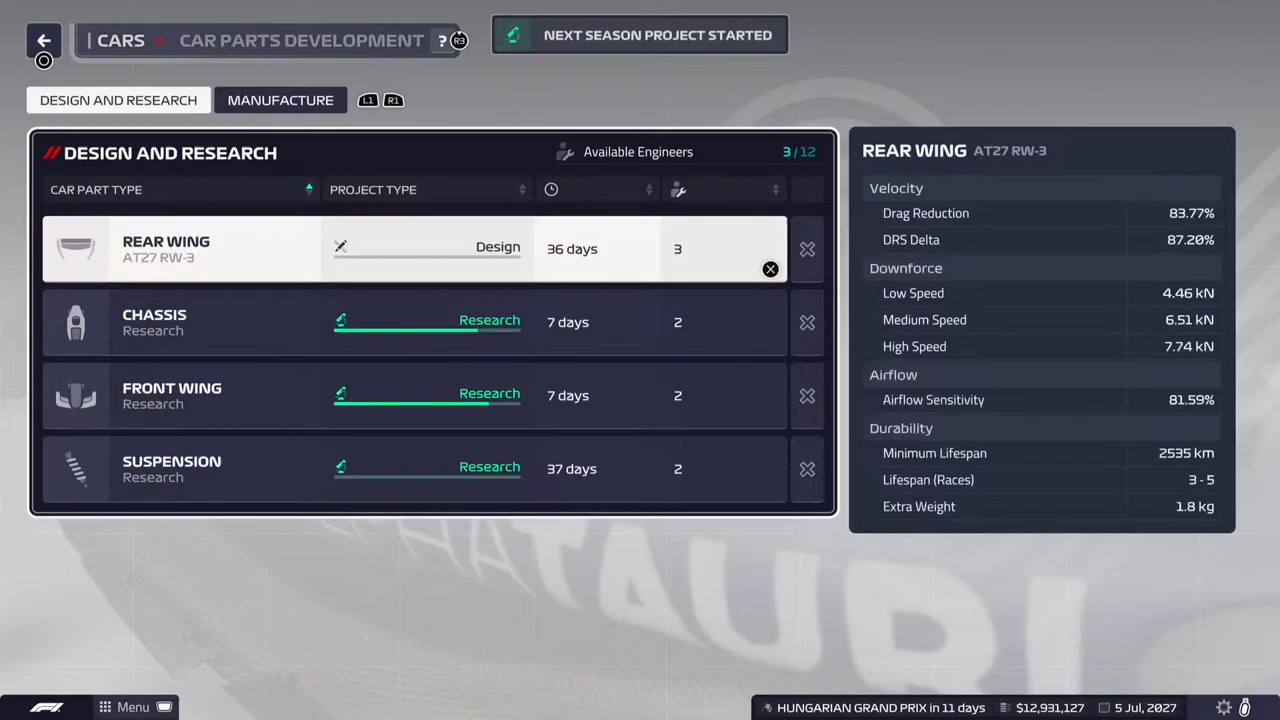 | CARS CAR PARTS DEVELOPMENT ? R3
NEXT SEASON PROJECT STARTED
DESIGN AND RESEARCH MANUFACTURE L1 R1
// DESIGN AND RESEARCH Available Engineers 3/12
CAR PART TYPE PROJECT TYPE
REAR WING Design 36 days 3
AT27 RW-3
CHASSIS Research 7 days 2
Research
FRONT WING Research 7 days 2
Research
SUSPENSION Research 37 days 2
Research
REAR WING AT27 RW-3
Velocity
Drag Reduction 83.77%
DRS Delta 87.20%
Downforce
Low Speed 4.46 kN
Medium Speed 6.51 kN
High Speed 7.74 kN
Airflow
Airflow Sensitivity 81.59%
Durability
Minimum Lifespan 2535 km
Lifespan (Races) 3 - 5
Extra Weight 1.8 kg
ATAURI
F1 Menu HUNGARIAN GRAND PRIX in 11 days $12,931,127 5 Jul, 2027